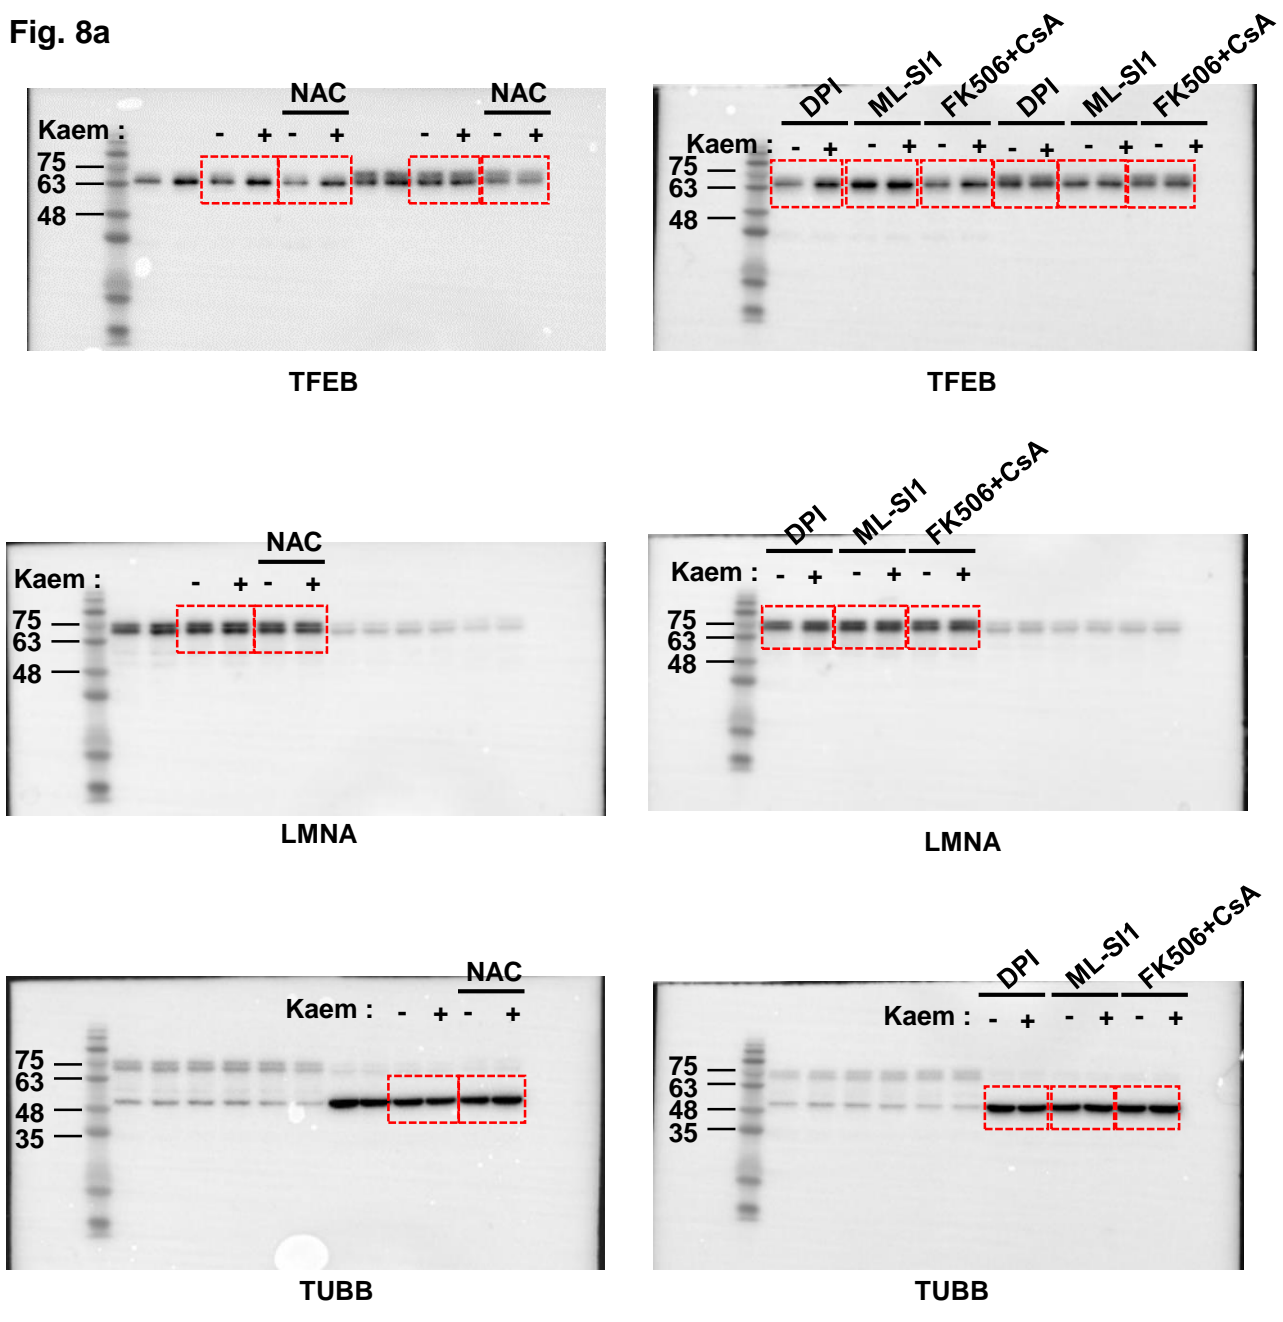 Fig. 8a
NAC NAC
Kaem : - + - + - + - +
75
63
48
TFEB
DPI ML-SI1 FK506+CsA DPI ML-SI1 FK506+CsA
Kaem : - + - + - + - + - + - +
75
63
48
TFEB
NAC
Kaem : - + - +
75
63
48
LMNA
DPI ML-SI1 FK506+CsA
Kaem : - + - + - +
75
63
48
LMNA
NAC
Kaem : - + - +
75
63
48
35
TUBB
DPI ML-SI1 FK506+CsA
Kaem : - + - + - +
75
63
48
35
TUBB